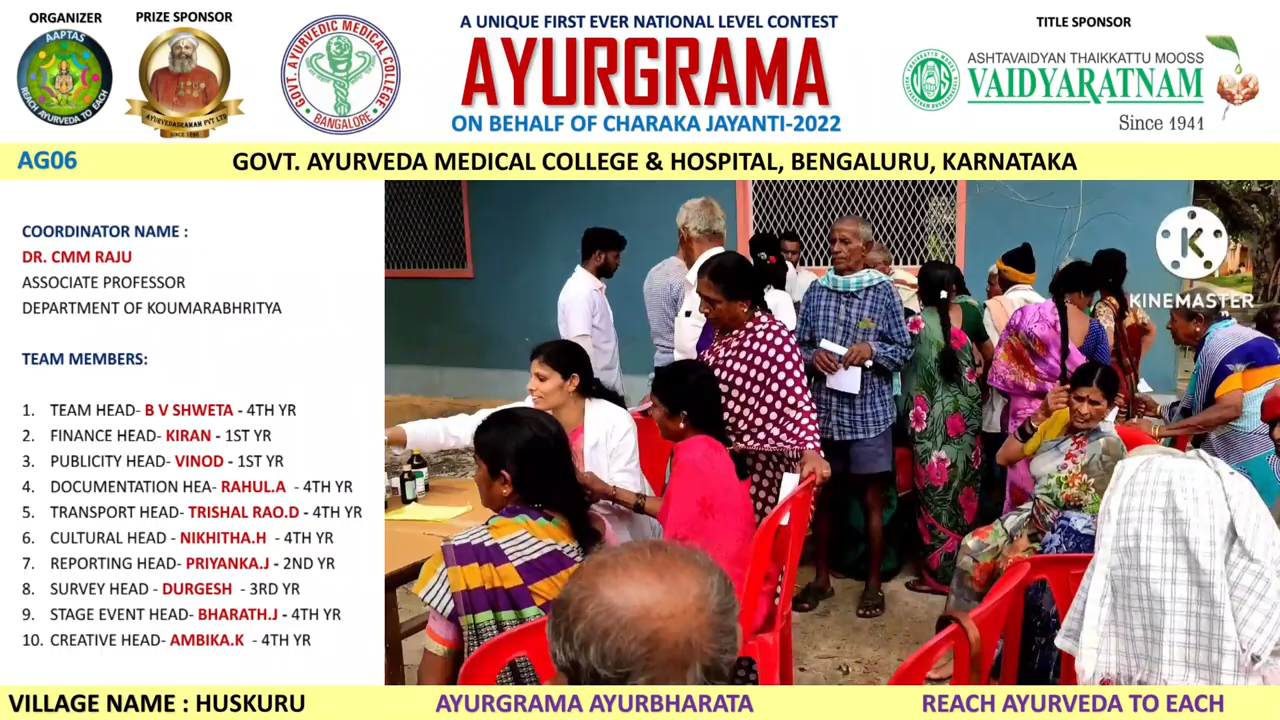 ORGANIZER
AAPTAS
REACH AYURVEDA TO EACH
PRIZE SPONSOR
AYURVEDASRAMAM PVT LTD
GOVT. AYURVEDIC MEDICAL COLLEGE
BANGALORE
A UNIQUE FIRST EVER NATIONAL LEVEL CONTEST
AYURGRAMA
ON BEHALF OF CHARAKA JAYANTI-2022
TITLE SPONSOR
ASHTAVAIDYAN THAIKKATTU MOOSS
VAIDYARATNAM
Since 1941
AG06
GOVT. AYURVEDA MEDICAL COLLEGE & HOSPITAL, BENGALURU, KARNATAKA
COORDINATOR NAME :
DR. CMM RAJU
ASSOCIATE PROFESSOR
DEPARTMENT OF KOUMARABHRITYA
TEAM MEMBERS:
1. TEAM HEAD- B V SHWETA - 4TH YR
2. FINANCE HEAD- KIRAN - 1ST YR
3. PUBLICITY HEAD- VINOD - 1ST YR
4. DOCUMENTATION HEA- RAHUL.A - 4TH YR
5. TRANSPORT HEAD- TRISHAL RAO.D - 4TH YR
6. CULTURAL HEAD - NIKHITHA.H - 4TH YR
7. REPORTING HEAD- PRIYANKA.J - 2ND YR
8. SURVEY HEAD - DURGESH - 3RD YR
9. STAGE EVENT HEAD- BHARATH.J - 4TH YR
10. CREATIVE HEAD- AMBIKA.K - 4TH YR
K
KINEMASTER
VILLAGE NAME : HUSKURU
AYURGRAMA AYURBHARATA
REACH AYURVEDA TO EACH